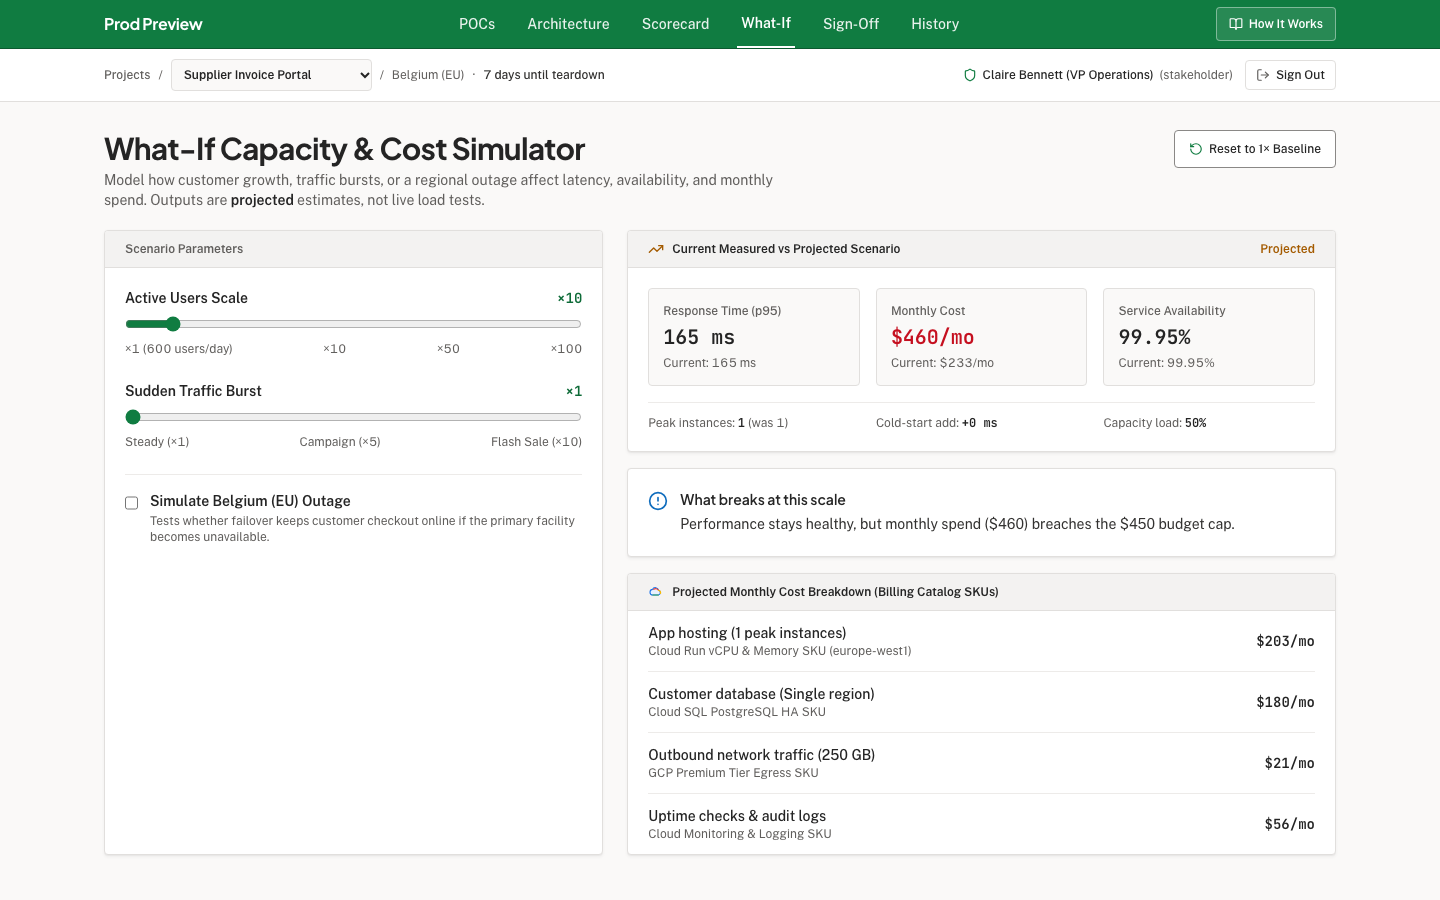 Prod Preview
POCs
Architecture
Scorecard
What-If
Sign-Off
History
How It Works
Projects / Supplier Invoice Portal / Belgium (EU) · 7 days until teardown
Claire Bennett (VP Operations) (stakeholder)
Sign Out
What-If Capacity & Cost Simulator
Model how customer growth, traffic bursts, or a regional outage affect latency, availability, and monthly
spend. Outputs are projected estimates, not live load tests.
Reset to 1× Baseline
Scenario Parameters
Active Users Scale ×10
×1 (600 users/day) ×10 ×50 ×100
Sudden Traffic Burst ×1
Steady (×1) Campaign (×5) Flash Sale (×10)
Simulate Belgium (EU) Outage
Tests whether failover keeps customer checkout online if the primary facility
becomes unavailable.
Current Measured vs Projected Scenario Projected
Response Time (p95)
165 ms
Current: 165 ms
Monthly Cost
$460/mo
Current: $233/mo
Service Availability
99.95%
Current: 99.95%
Peak instances: 1 (was 1)
Cold-start add: +0 ms
Capacity load: 50%
What breaks at this scale
Performance stays healthy, but monthly spend ($460) breaches the $450 budget cap.
Projected Monthly Cost Breakdown (Billing Catalog SKUs)
App hosting (1 peak instances)
Cloud Run vCPU & Memory SKU (europe-west1)
$203/mo
Customer database (Single region)
Cloud SQL PostgreSQL HA SKU
$180/mo
Outbound network traffic (250 GB)
GCP Premium Tier Egress SKU
$21/mo
Uptime checks & audit logs
Cloud Monitoring & Logging SKU
$56/mo